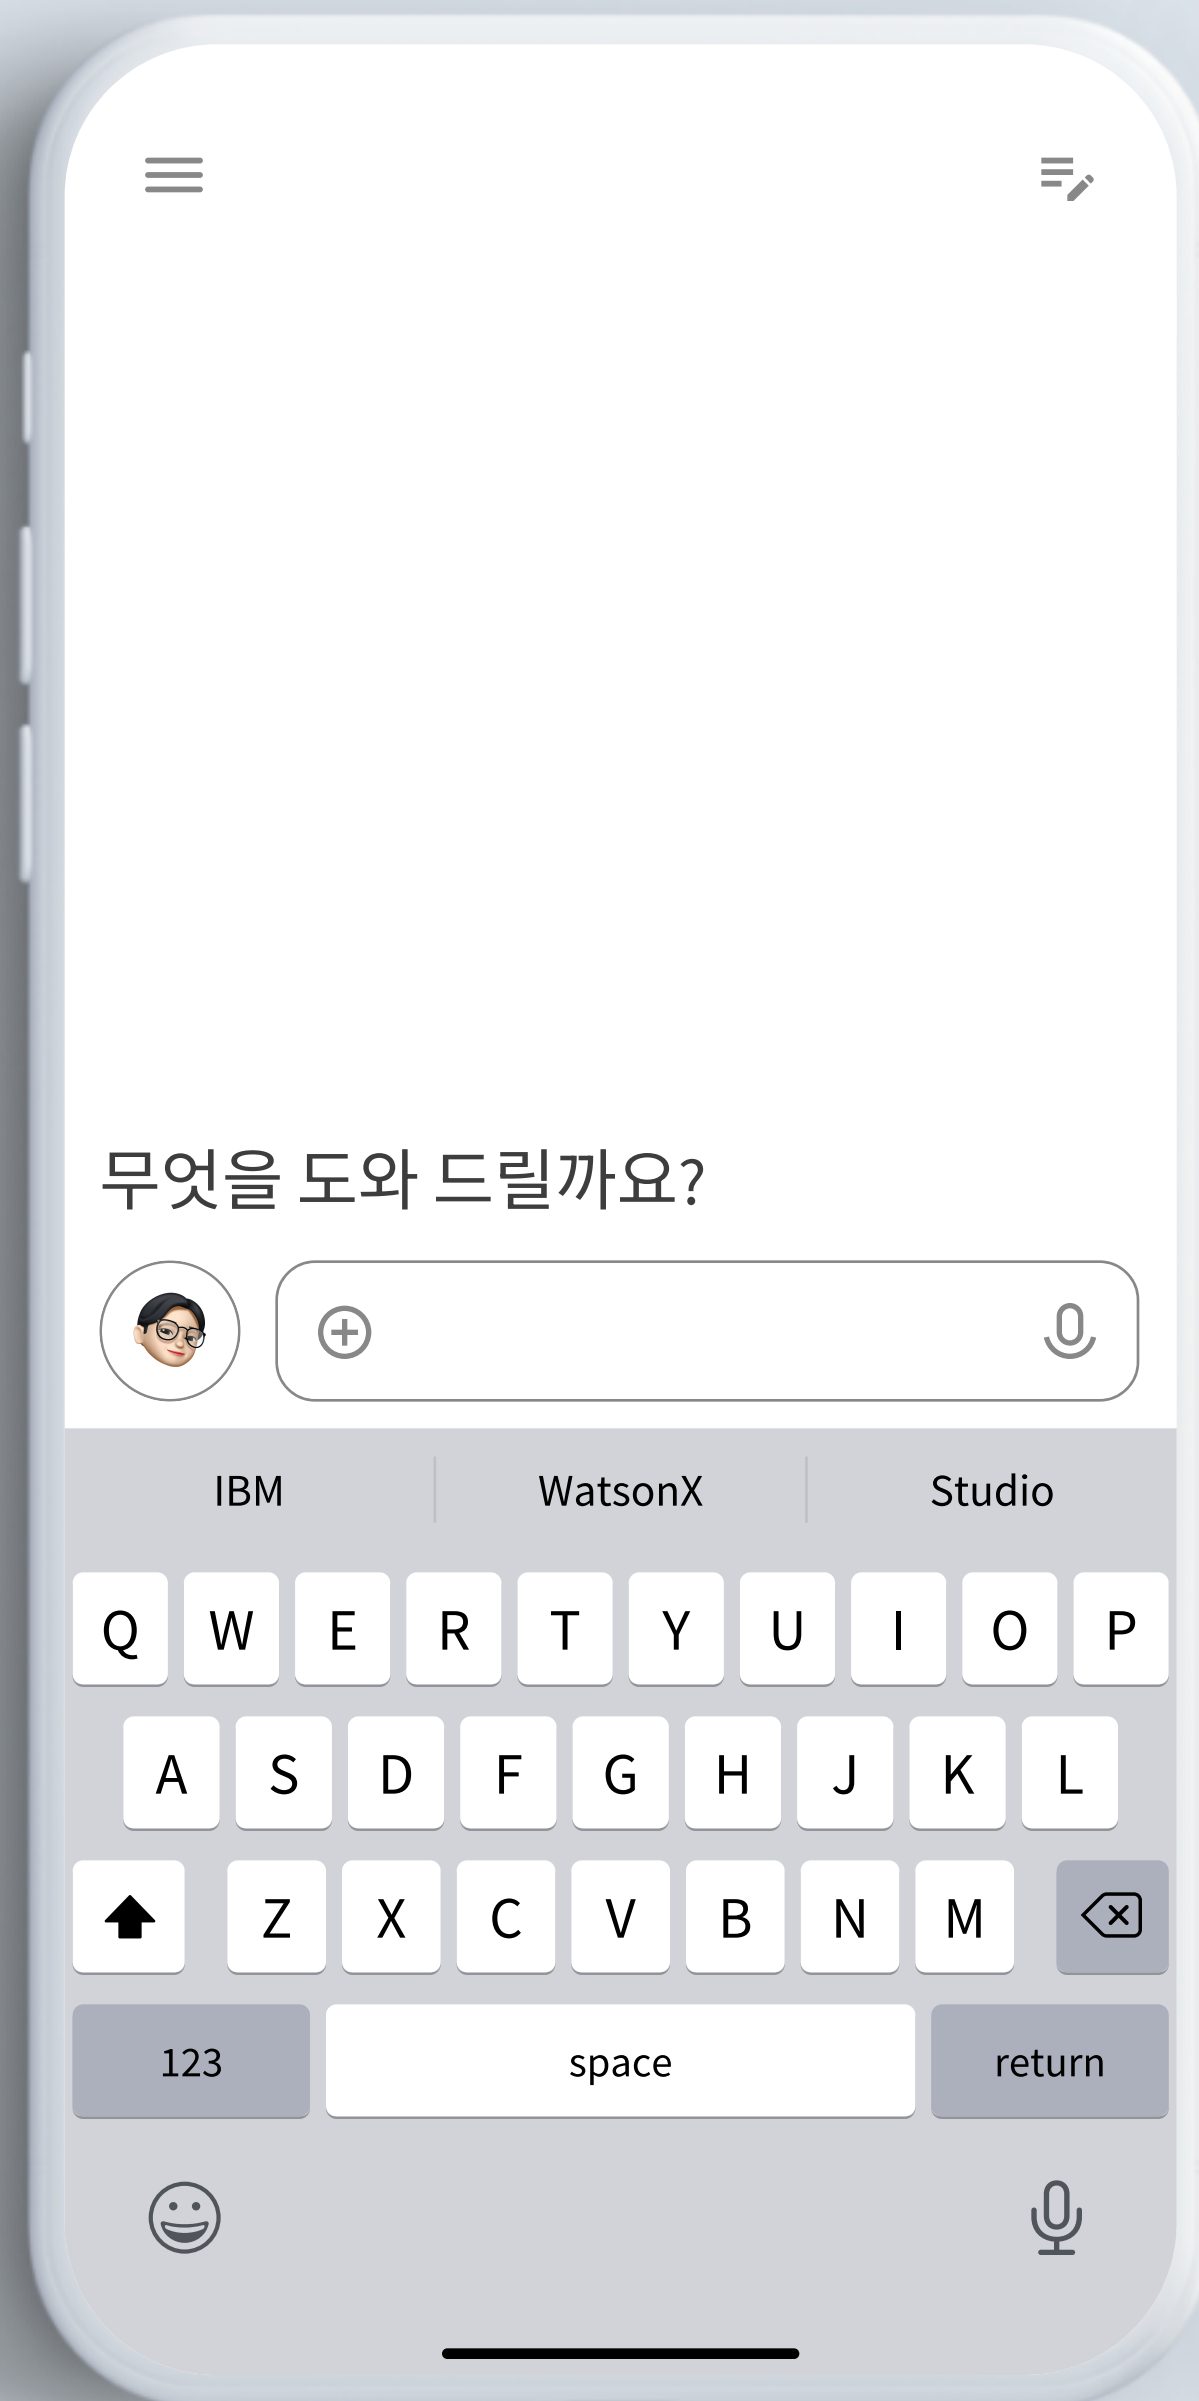 무엇을 도와 드릴까요?
IBM WatsonX Studio
Q W E R T Y U I O P
A S D F G H J K L
Z X C V B N M
123 space return